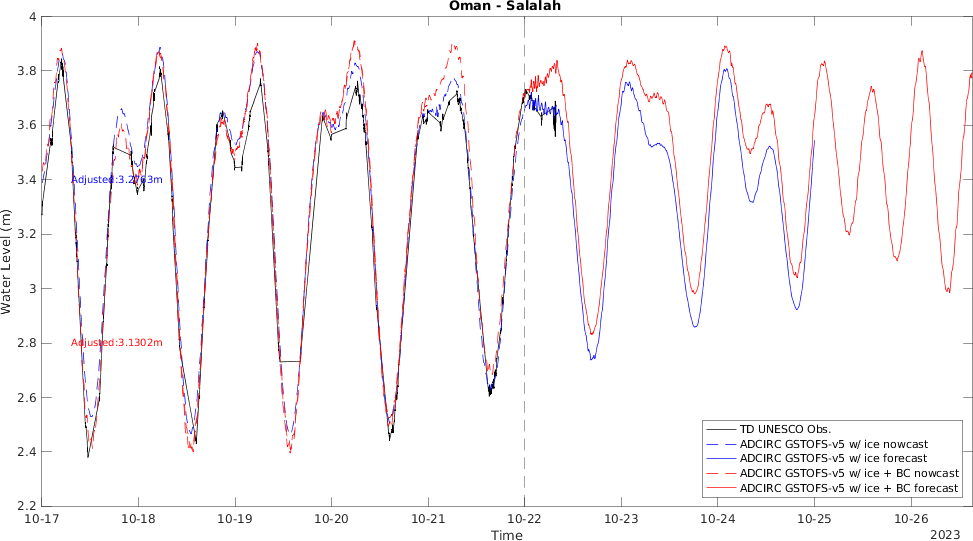 Oman - Salalah
4
3.8
3.6
3.4
3.2
3
2.8
2.6
2.4
2.2
Water Level (m)
Adjusted:3.2763m
Adjusted:3.1302m
TD UNESCO Obs.
ADCIRC GSTOFS-v5 w/ ice nowcast
ADCIRC GSTOFS-v5 w/ ice forecast
ADCIRC GSTOFS-v5 w/ ice + BC nowcast
ADCIRC GSTOFS-v5 w/ ice + BC forecast
10-17 10-18 10-19 10-20 10-21 10-22 10-23 10-24 10-25 10-26
Time
2023